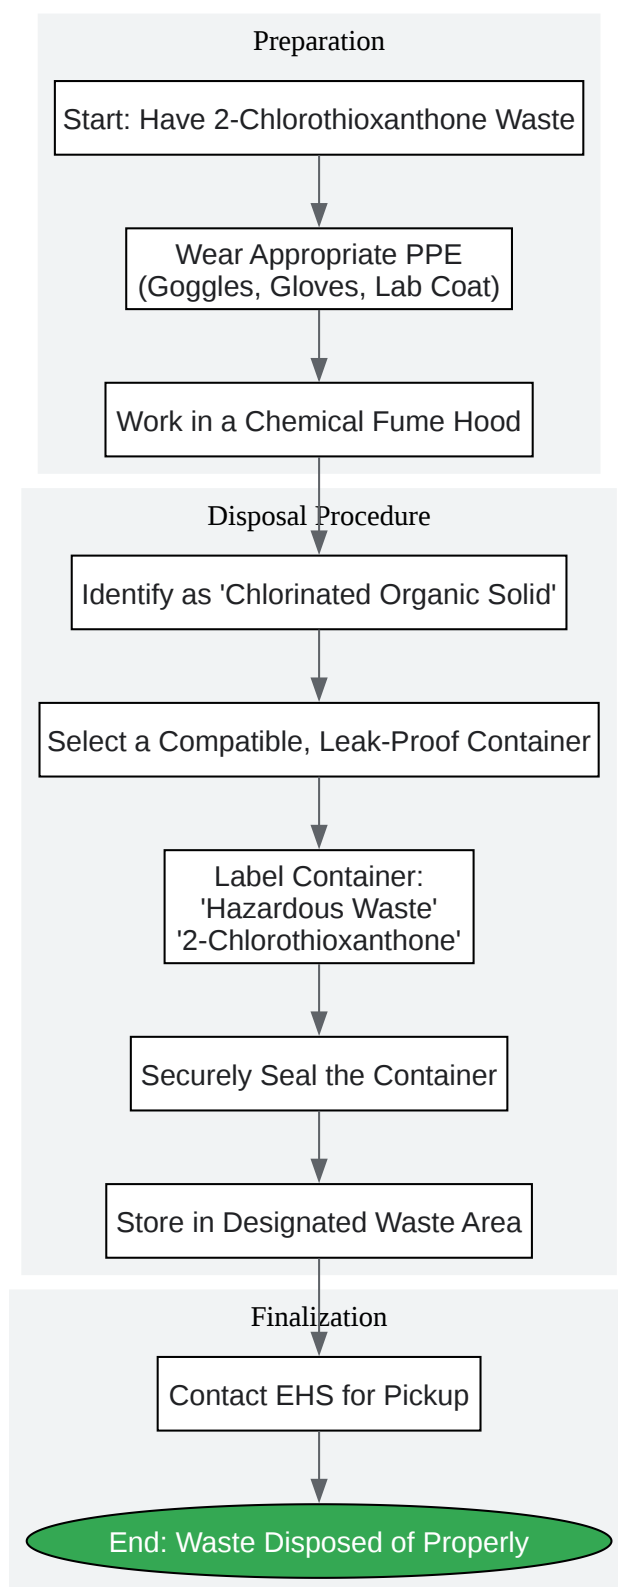 Preparation
Start: Have 2-Chlorothioxanthone Waste
Wear Appropriate PPE
(Goggles, Gloves, Lab Coat)
Work in a Chemical Fume Hood
Disposal Procedure
Identify as 'Chlorinated Organic Solid'
Select a Compatible, Leak-Proof Container
Label Container:
'Hazardous Waste'
'2-Chlorothioxanthone'
Securely Seal the Container
Store in Designated Waste Area
Finalization
Contact EHS for Pickup
End: Waste Disposed of Properly